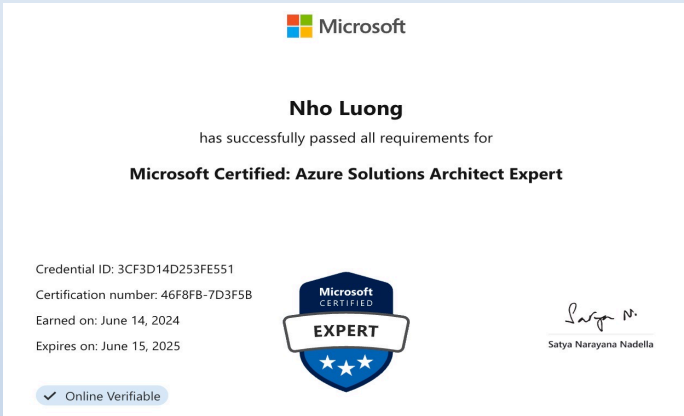 Microsoft
Nho Luong
has successfully passed all requirements for
Microsoft Certified: Azure Solutions Architect Expert
Credential ID: 3CF3D14D253FE551
Certification number: 46F8FB-7D3F5B
Earned on: June 14, 2024
Expires on: June 15, 2025
Online Verifiable
Microsoft
CERTIFIED
EXPERT
Satya N.
Satya Narayana Nadella